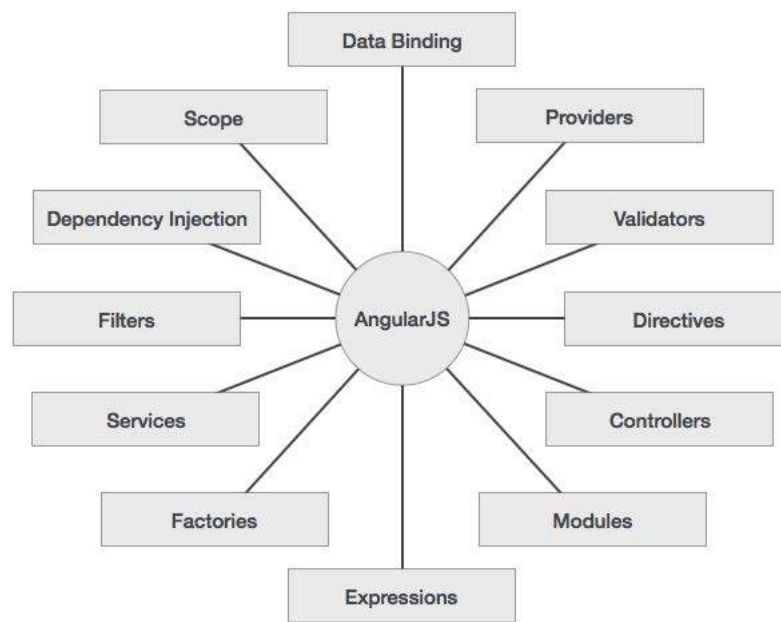 Data Binding
Scope
Providers
Dependency Injection
Validators
Filters
AngularJS
Directives
Services
Controllers
Factories
Modules
Expressions